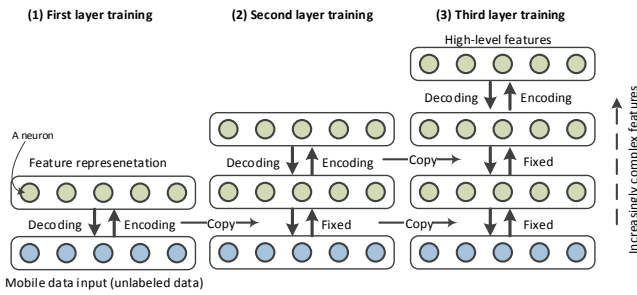 (1) First layer training
(2) Second layer training
(3) Third layer training
High-level features
Decoding
Encoding
A neuron
Feature represenetation
Decoding
Encoding
Copy
Fixed
Decoding
Encoding
Copy
Fixed
Copy
Fixed
Mobile data input (unlabeled data)
Increasingly complex features